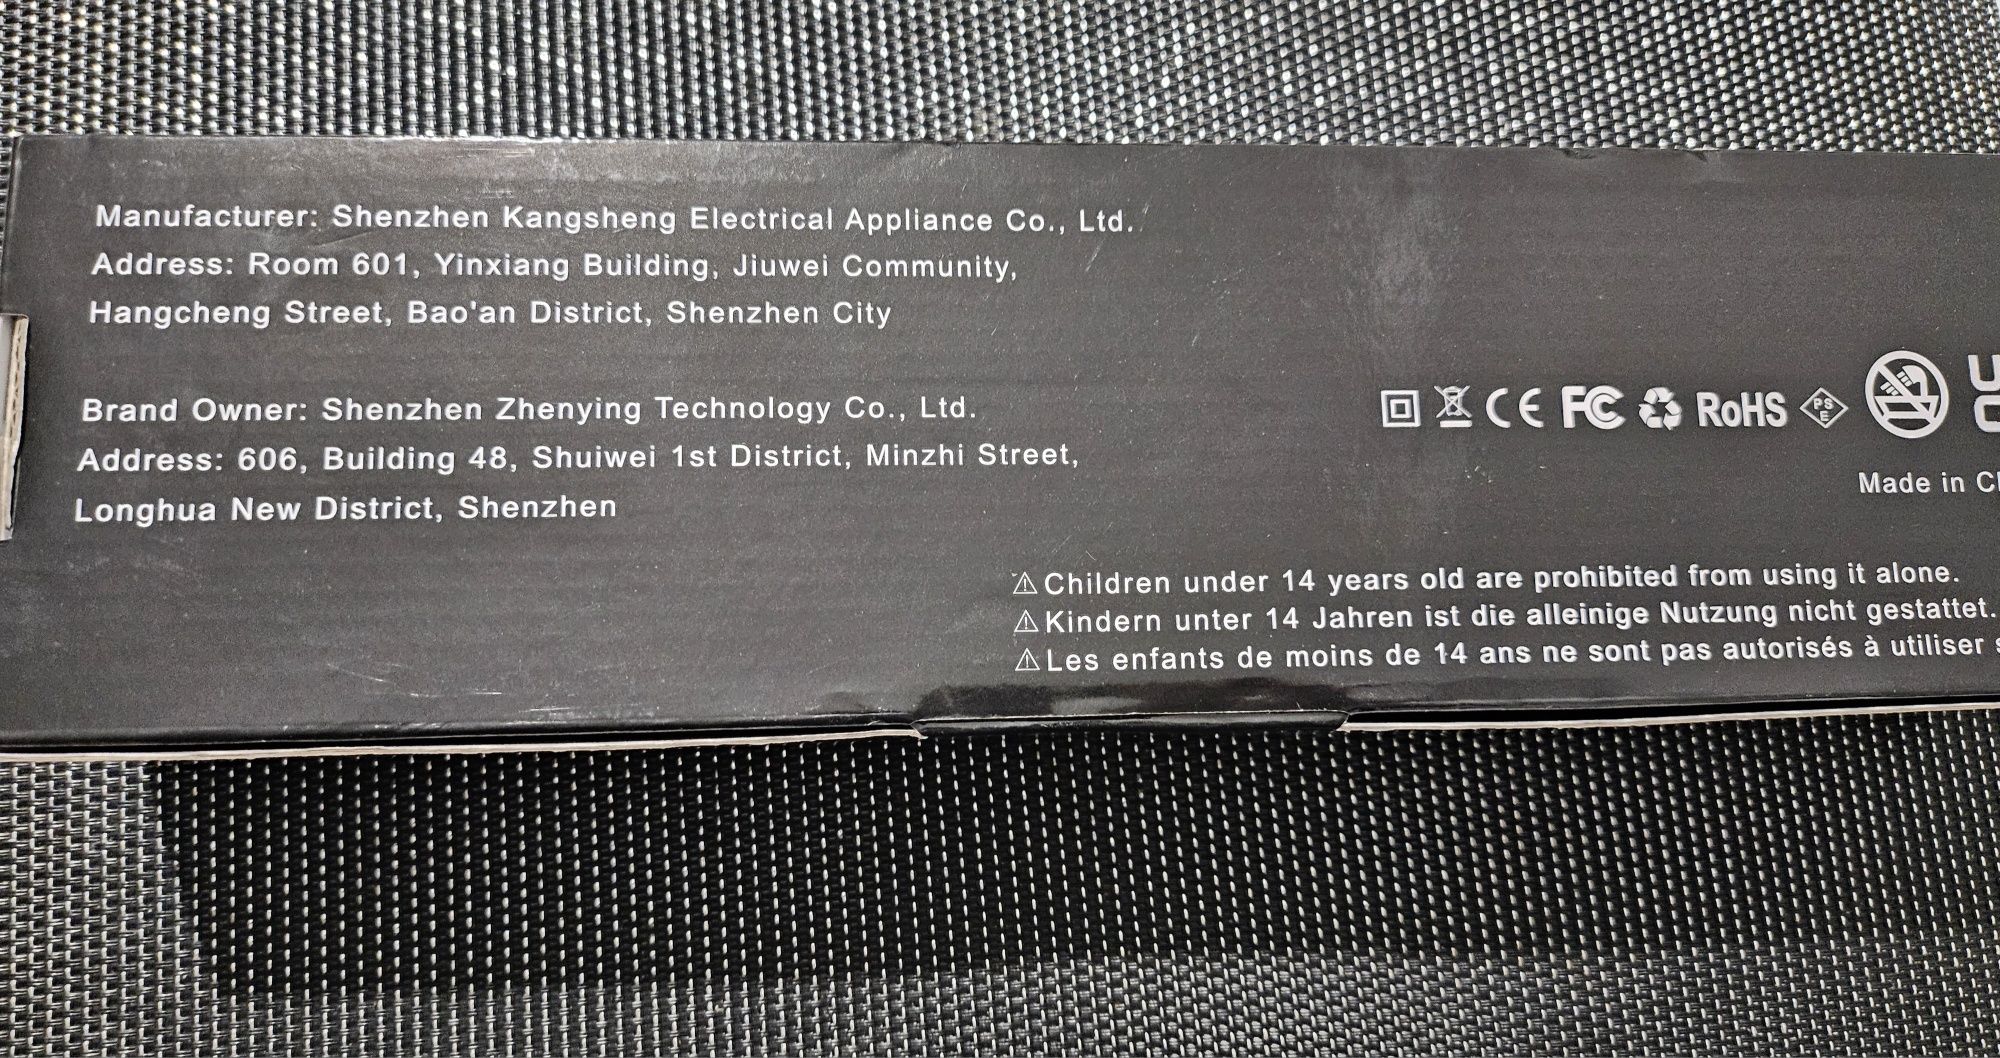 Manufacturer: Shenzhen Kangsheng Electrical Appliance Co., Ltd.
Address: Room 601, Yinxiang Building, Jiuwei Community,
Hangcheng Street, Bao'an District, Shenzhen City
Brand Owner: Shenzhen Zhenying Technology Co., Ltd.
Address: 606, Building 48, Shuiwei 1st District, Minzhi Street,
Longhua New District, Shenzhen
CE FC RoHS PSE
Made in
⚠Children under 14 years old are prohibited from using it alone.
⚠Kindern unter 14 Jahren ist die alleinige Nutzung nicht gestattet.
⚠Les enfants de moins de 14 ans ne sont pas autorisés à utiliser